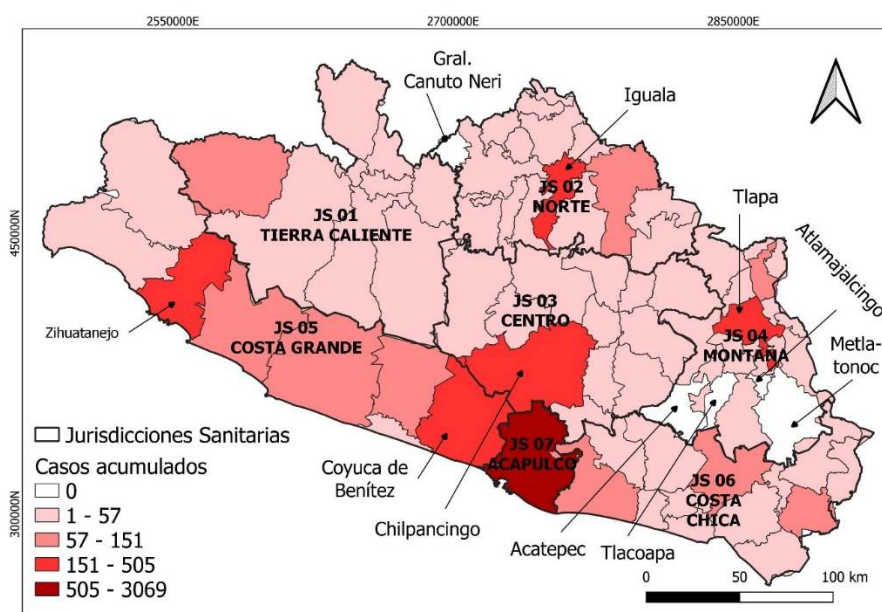 2550000E
2700000E
2850000E
450000N
300000N
Gral.
Canuto Neri
Iguala
JS 02
NORTE
Tlapa
Atlamajalcingo
JS 01
TIERRA CALIENTE
JS 03
CENTRO
Zihuatanejo
JS 05
COSTA GRANDE
JS 04
MONTAÑA
Metla-
tonoc
JS 07
ACAPULCO
JS 06
COSTA
CHICA
Coyuca de
Benítez
Chilpancingo
Acatepec
Tlacoapa
Jurisdicciones Sanitarias
Casos acumulados
0
1 - 57
57 - 151
151 - 505
505 - 3069
0 50 100 km